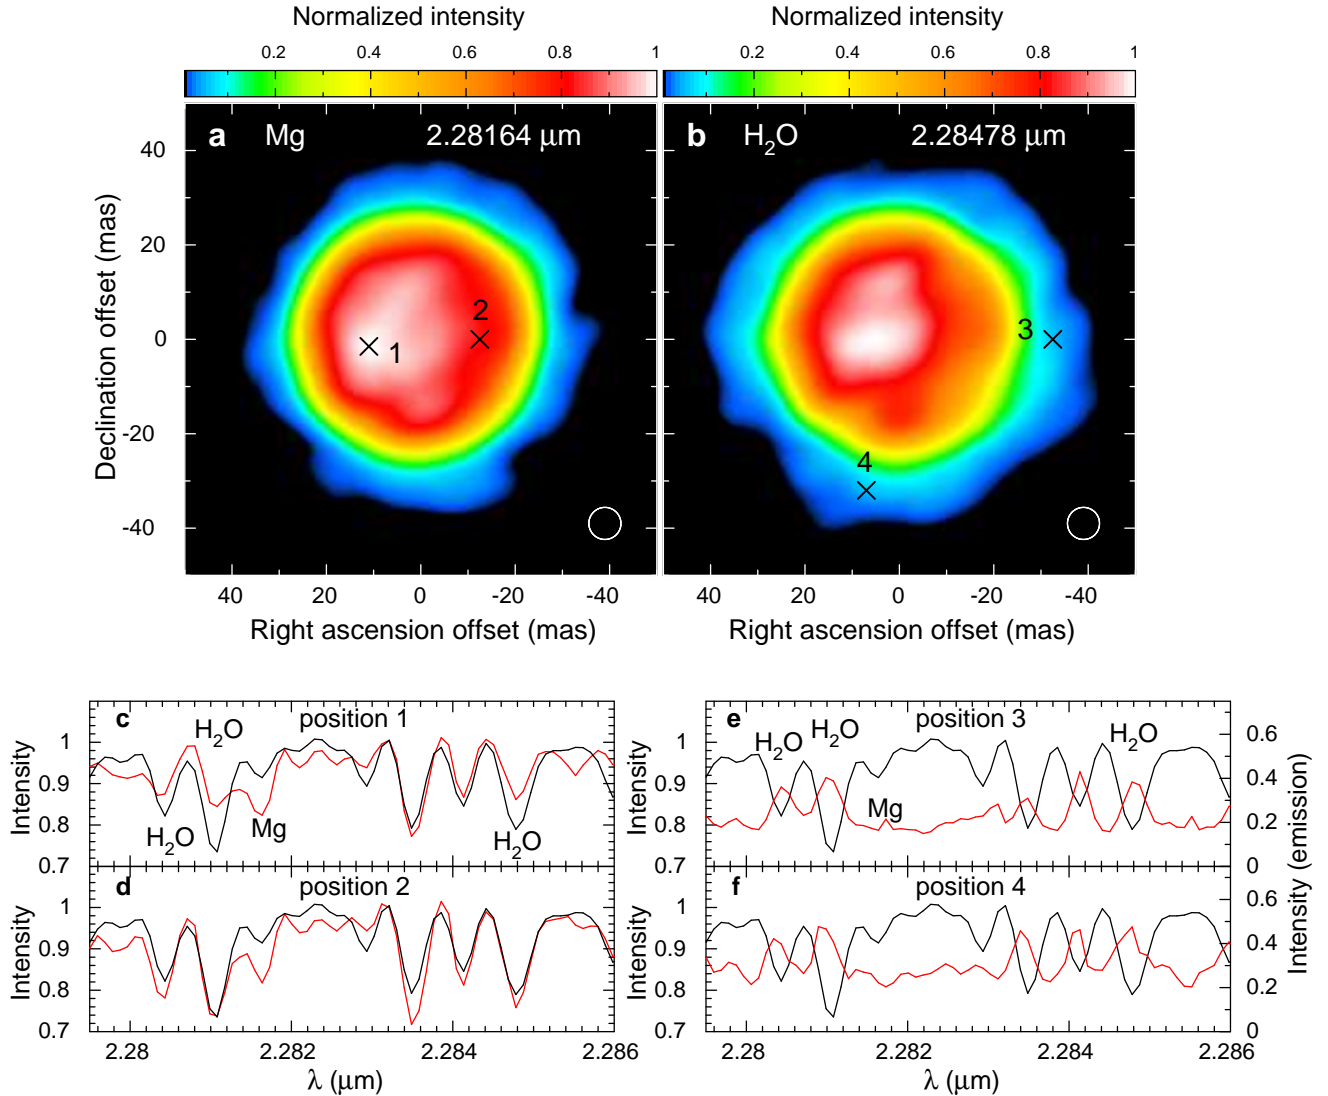 Normalized intensity Normalized intensity
0.2 0.4 0.6 0.8 1 0.2 0.4 0.6 0.8 1
a Mg 2.28164 μm b H₂O 2.28478 μm
Declination offset (mas)
40
20
0
-20
-40
1
2
3
4
40 20 0 -20 -40 40 20 0 -20 -40
Right ascension offset (mas) Right ascension offset (mas)
c position 1
H₂O
H₂O
Mg
H₂O
Intensity
1
0.9
0.8
0.7
d position 2
Intensity
1
0.9
0.8
0.7
2.28 2.282 2.284 2.286
λ (μm)
e position 3
H₂O
H₂O
H₂O
Mg
Intensity
1
0.9
0.8
0.7
0.6
0.4
0.2
0
f position 4
Intensity
1
0.9
0.8
0.7
0.6
0.4
0.2
0
Intensity (emission)
2.28 2.282 2.284 2.286
λ (μm)